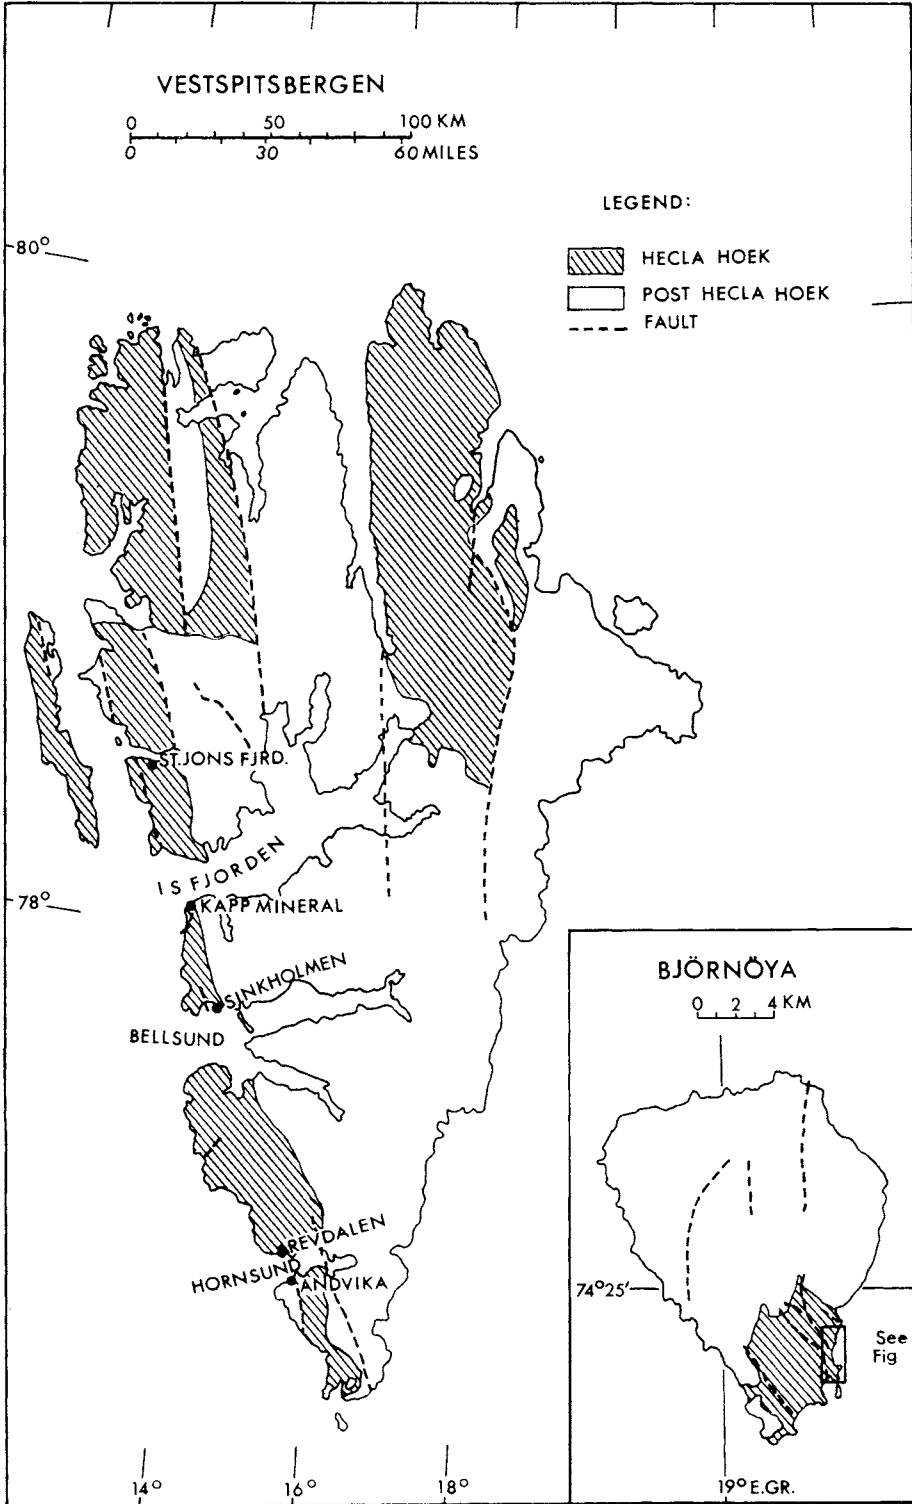 VESTSPITSBERGEN
0 50 100 KM
0 30 60 MILES
LEGEND:
HECLA HOEK
POST HECLA HOEK
FAULT
80°
ST.JONS FJRD.
ISFJORDEN
78°
KAPP MINERAL
SINKHOLMEN
BELLSUND
REVDALEN
HORNSUND
ANDVIKA
14° 16° 18°
BJÖRNÖYA
0 2 4 KM
74°25'
See
Fig
19° E.GR.